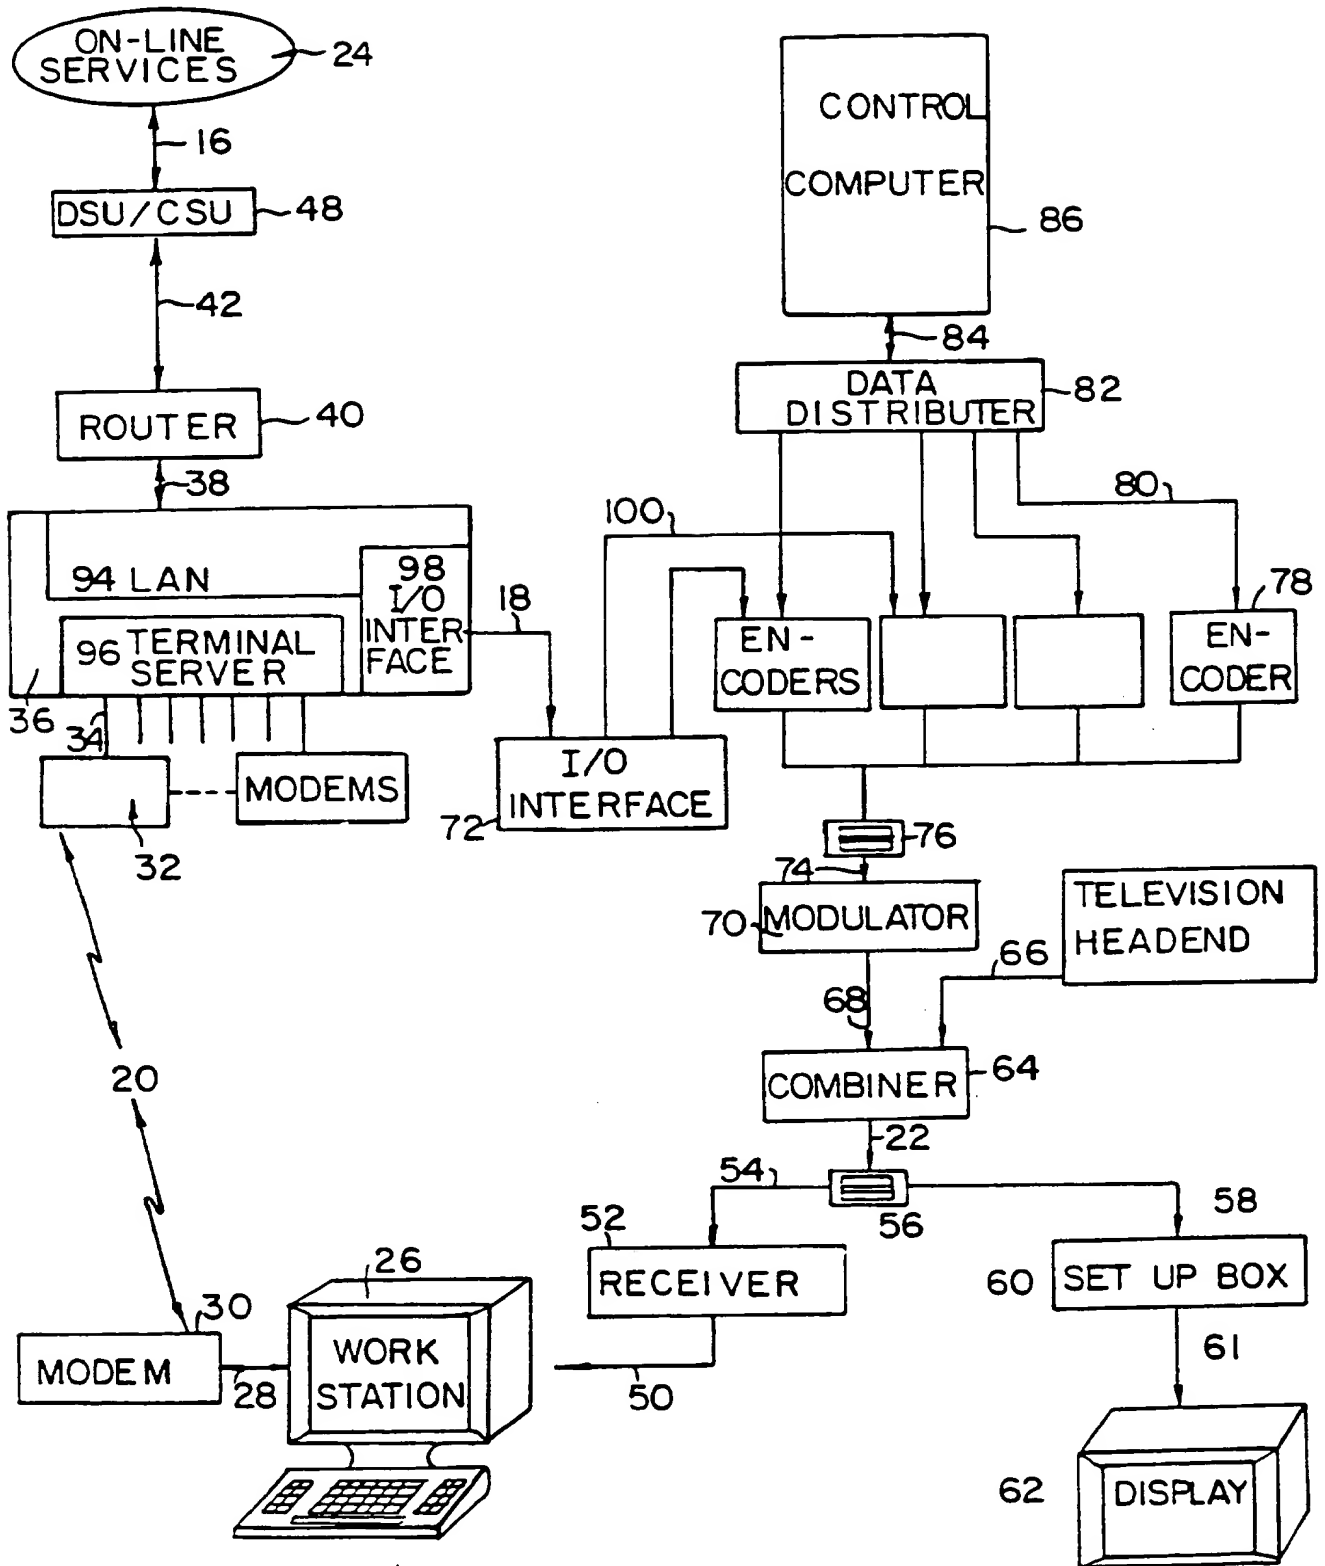 ON-LINE
SERVICES
24
16
DSU/CSU
48
42
ROUTER
40
38
94 LAN
98
I/O
INTER
FACE
96 TERMINAL
SERVER
36
34
18
32
MODEMS
20
30
MODEM
28
26
WORK
STATION
CONTROL
COMPUTER
86
84
DATA
DISTRIBUTER
82
100
80
78
EN-
CODERS
EN-
CODER
I/O
INTERFACE
72
76
74
MODULATOR
70
TELEVISION
HEADEND
66
68
COMBINER
64
22
54
56
58
52
RECEIVER
50
60
SET UP BOX
61
62
DISPLAY